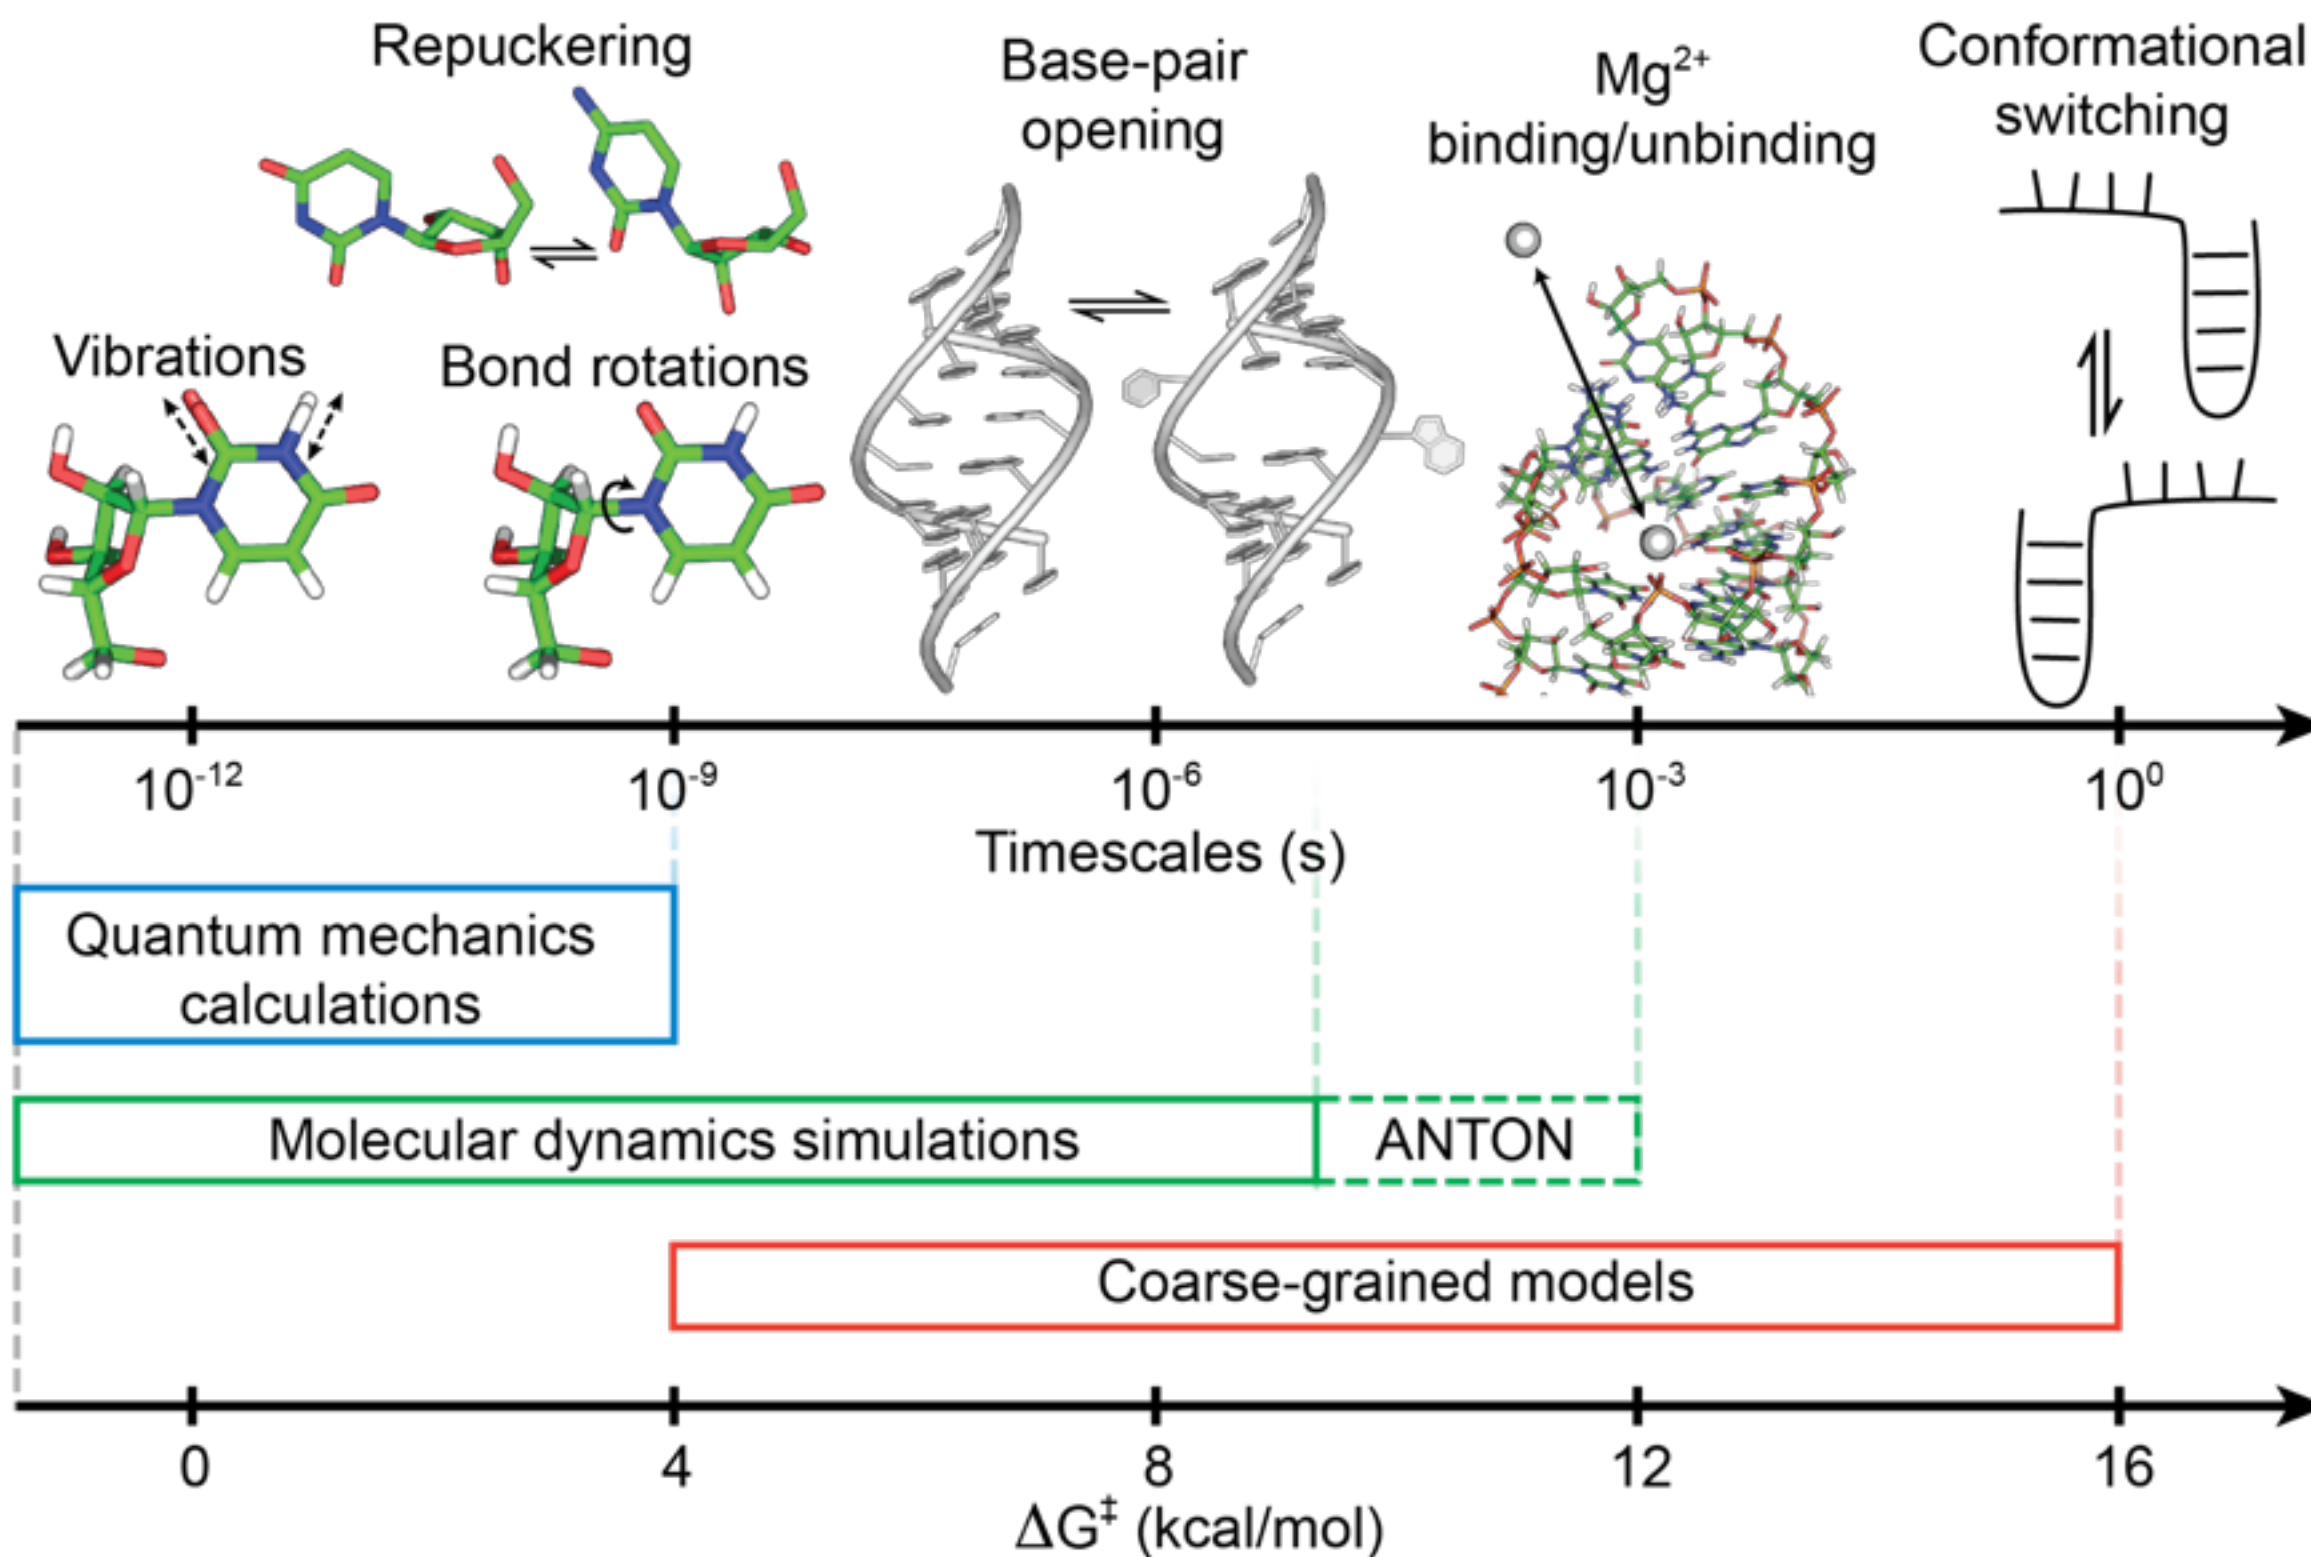 Repuckering
Base-pair
opening
Mg²⁺
binding/unbinding
Conformational
switching
Vibrations
Bond rotations
10⁻¹²
10⁻⁹
10⁻⁶
10⁻³
10⁰
Timescales (s)
Quantum mechanics
calculations
Molecular dynamics simulations
ANTON
Coarse-grained models
0
4
8
12
16
ΔG‡ (kcal/mol)